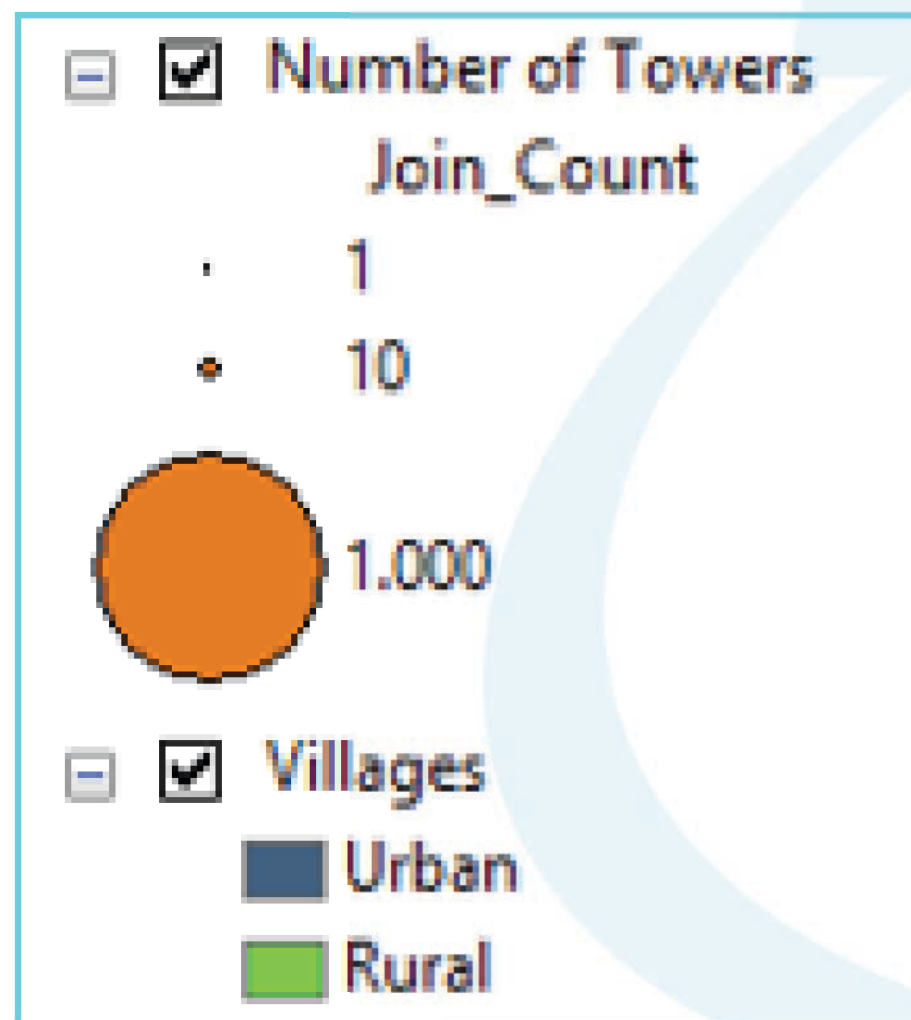 Number of Towers
Join_Count
1
10
1.000
Villages
Urban
Rural